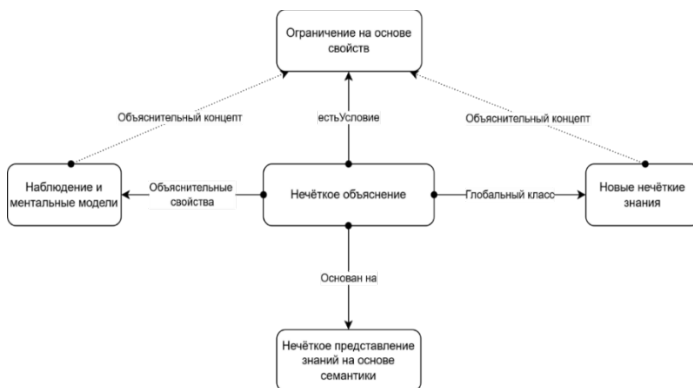 Ограничение на основе
свойств
Объяснительный концепт
естьУсловие
Объяснительный концепт
Наблюдение и
ментальные модели
Объяснительные
свойства
Нечёткое объяснение
Глобальный класс
Новые нечёткие
знания
Основан на
Нечёткое представление
знаний на основе
семантики